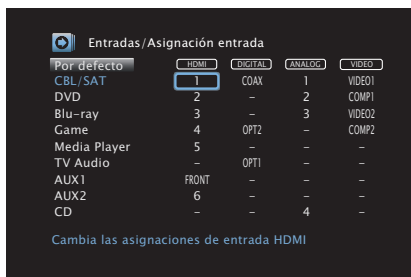 Entradas/Asignación entrada
Por defecto HDMI DIGITAL ANALOG VIDEO
CBL/SAT 1 COAX 1 VIDEO1
DVD 2 – 2 COMP1
Blu-ray 3 – 3 VIDEO2
Game 4 OPT2 – COMP2
Media Player 5 – – –
TV Audio – OPT1 – –
AUX1 FRONT – – –
AUX2 6 – – –
CD – – 4 –
Cambia las asignaciones de entrada HDMI